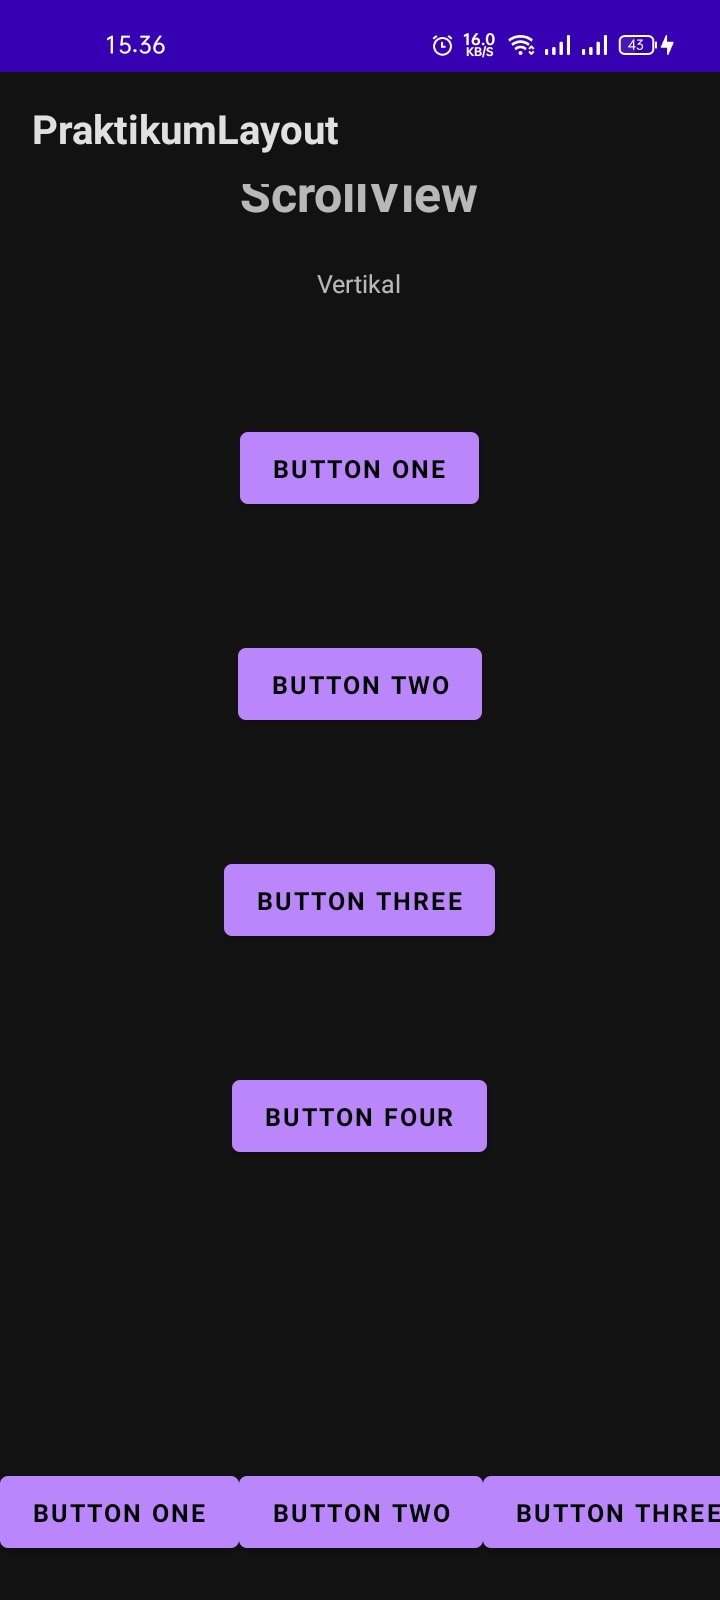 15.36
16.0
KB/S
43
PraktikumLayout
ScrollView
Vertikal
BUTTON ONE
BUTTON TWO
BUTTON THREE
BUTTON FOUR
BUTTON ONE BUTTON TWO BUTTON THREE